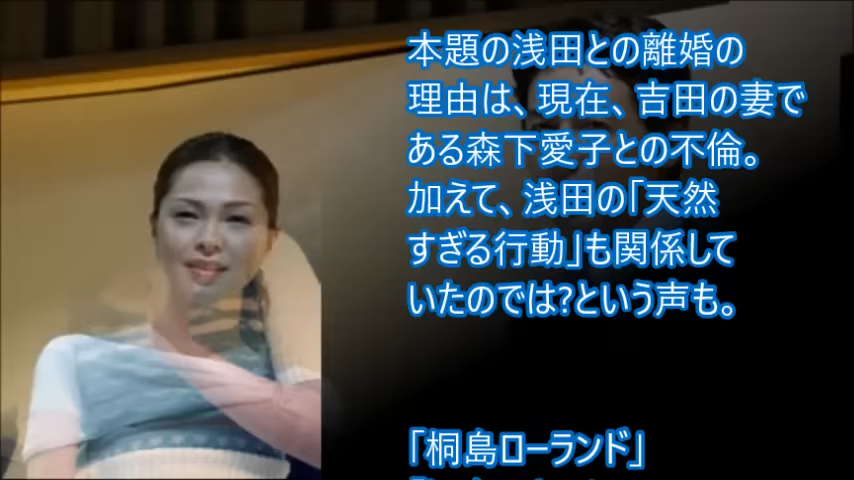 本題の浅田との離婚の
理由は、現在、吉田の妻で
ある森下愛子との不倫。
加えて、浅田の「天然
すぎる行動」も関係して
いたのでは?という声も。
「桐島ローランド」